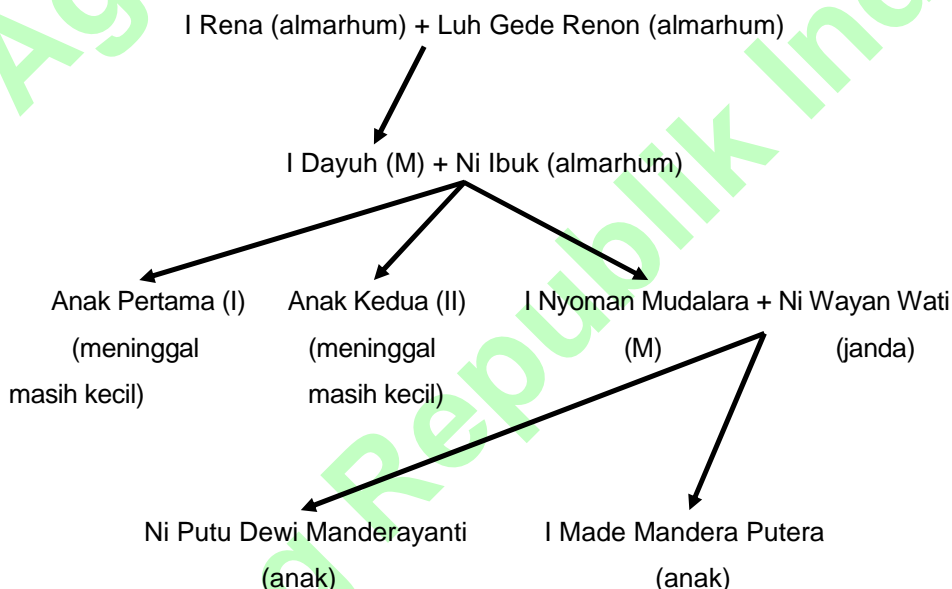 I Rena (almarhum) + Luh Gede Renon (almarhum)
I Dayuh (M) + Ni Ibuk (almarhum)
Anak Pertama (I) Anak Kedua (II) I Nyoman Mudalara + Ni Wayan Wati
(meninggal (meninggal (M) (janda)
masih kecil) masih kecil)
Ni Putu Dewi Manderayanti I Made Mandera Putera
(anak) (anak)